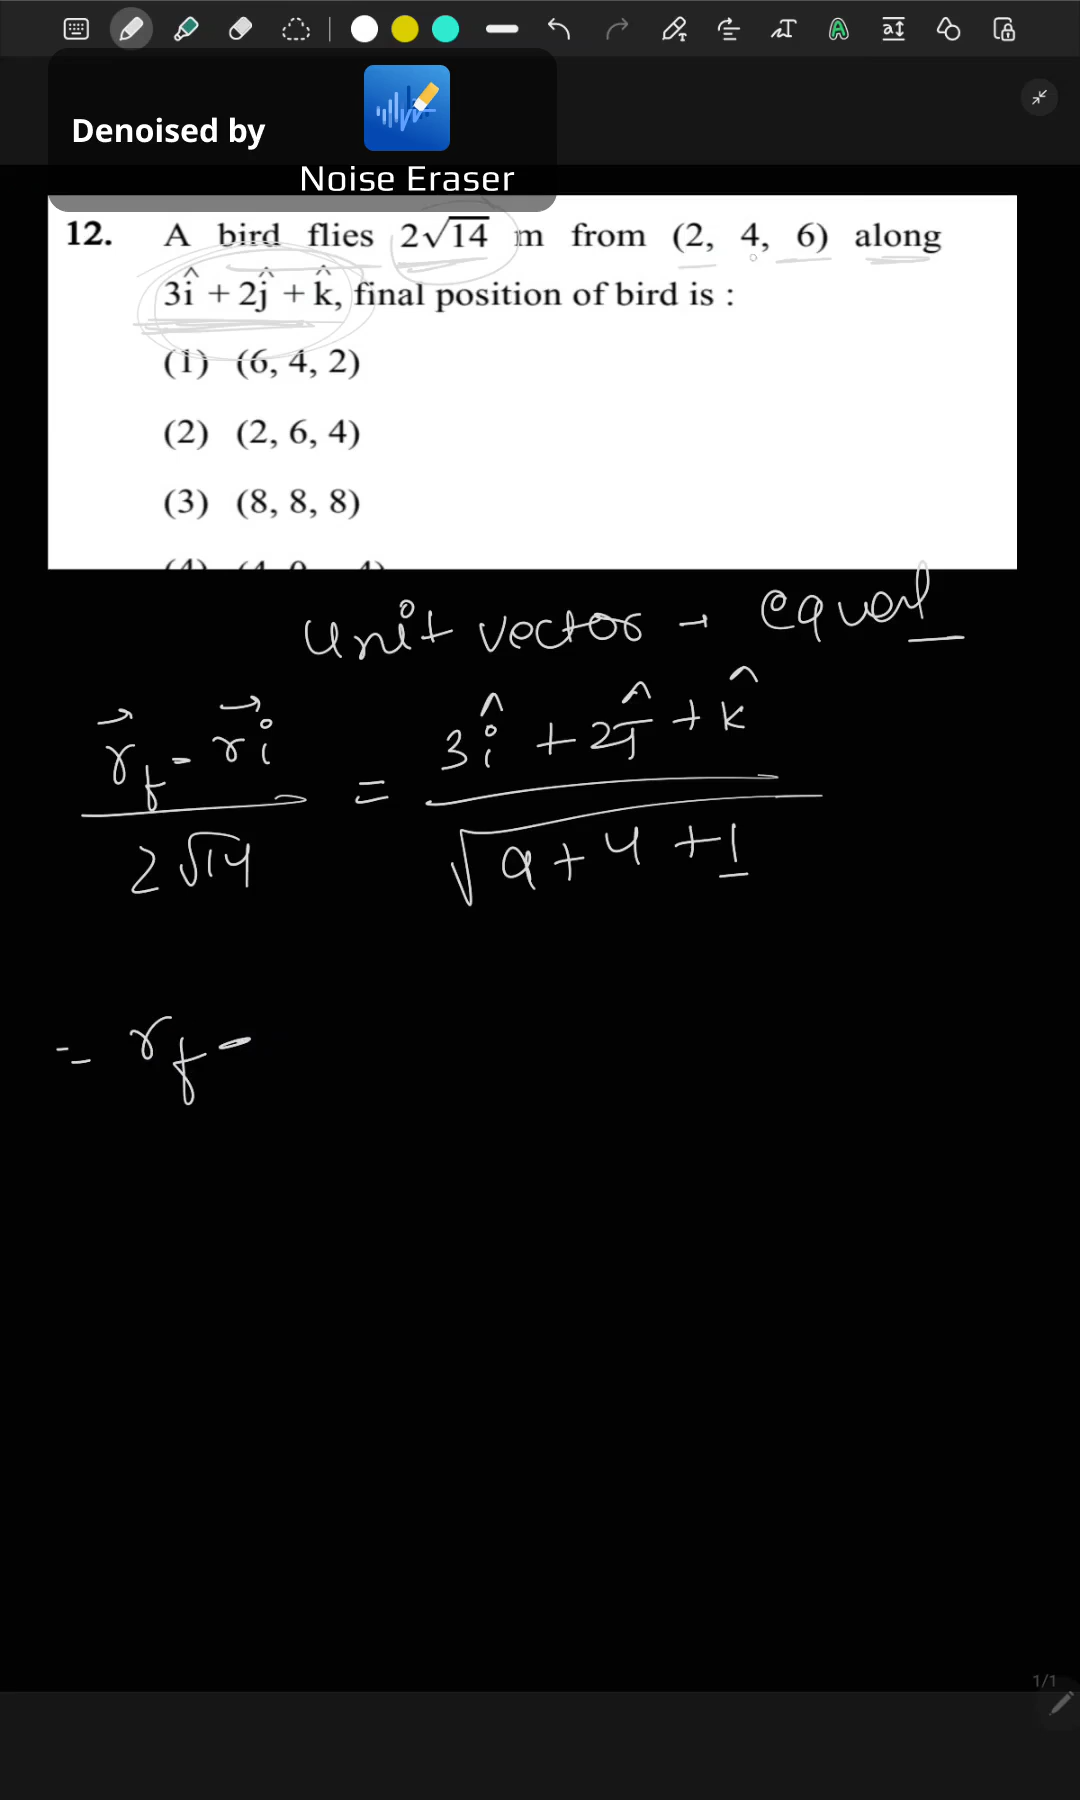 Denoised by
Noise Eraser
12. A bird flies 2√14 m from (2, 4, 6) along
3î + 2ĵ + k̂, final position of bird is :
(1) (6, 4, 2)
(2) (2, 6, 4)
(3) (8, 8, 8)
unit vector → equal
r⃗f - r⃗i / 2√14 = 3î + 2ĵ + k̂ / √9 + 4 + 1
= rf -
1/1